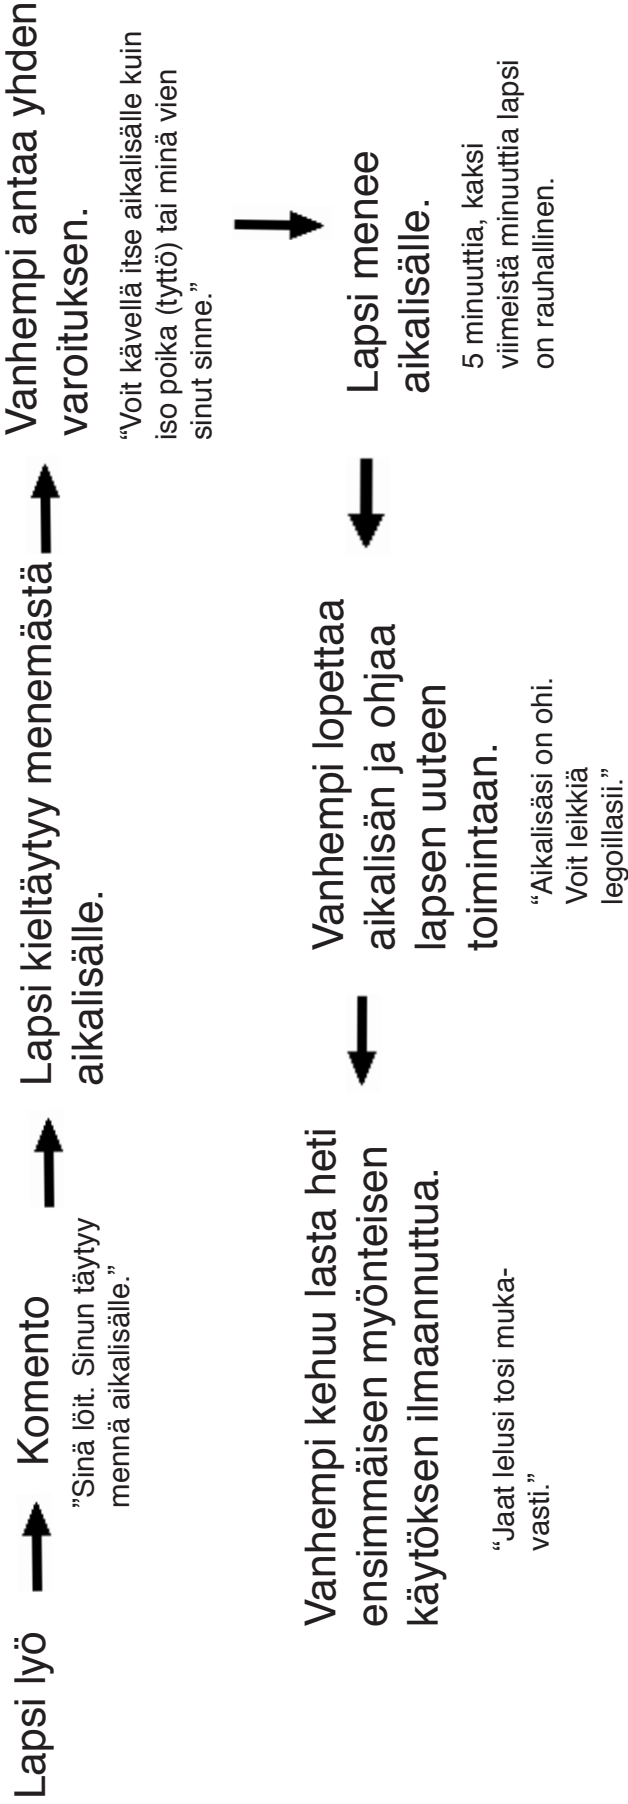 Lapsi lyö
Komento
”Sinä löit. Sinun täytyy
mennä aikalisälle.”
Lapsi kieltäytyy menemästä
aikalisälle.
Vanhempi antaa yhden
varoituksen.
“Voit kävellä itse aikalisälle kuin
iso poika (tyttö) tai minä vien
sinut sinne.”
Lapsi menee
aikalisälle.
5 minuuttia, kaksi
viimeistä minuuttia lapsi
on rauhallinen.
Vanhempi lopettaa
aikalisän ja ohjaa
lapsen uuteen
toimintaan.
“Aikalisäsi on ohi.
Voit leikkiä
legoillasii.”
Vanhempi kehuu lasta heti
ensimmäisen myönteisen
käytöksen ilmaannuttua.
“Jaat lelusi tosi muka-
vasti.”